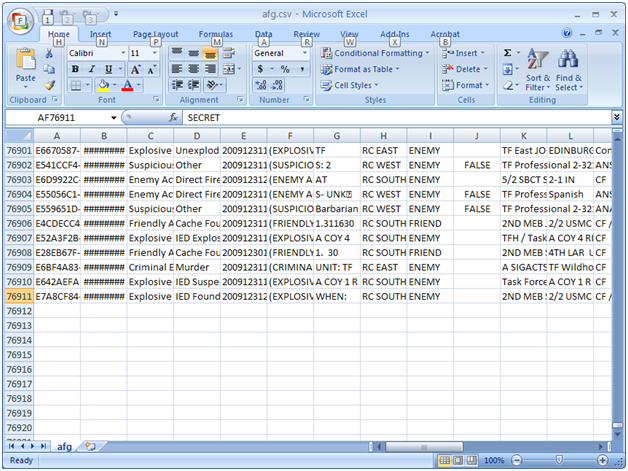 afg.csv - Microsoft Excel
F 1 2 3
Home Page Layout Formulas Data Review View Add-Ins Acrobat
H N P M A R W X B
Paste Calibri 11 General Conditional Formatting Insert Σ
B I U A A $ % , Format as Table Delete Sort & Filter Find & Select
Cell Styles Format
Clipboard Font Alignment Number Styles Cells Editing
AF76911 fx SECRET
A B C D E F G H I J K L
76901 E6670587- ######## Explosive Unexplod 200912311 (EXPLOSIV TF RC EAST ENEMY TF East JO EDINBURG Con
76902 E541CCF4- ######## Suspicious Other 200912311 (SUSPICIO S: 2 RC WEST ENEMY FALSE TF Professional 2-32 ANS
76903 E6D9922C- ######## Enemy Act Direct Fire 200912311 (ENEMY A AT RC SOUTH ENEMY 5/2 SBCT S 2-1 IN CF
76904 E55056C1- ######## Enemy Act Direct Fire 200912311 (ENEMY A S- UNK RC WEST ENEMY FALSE TF Profess Spanish
76905 E559651D- ######## Suspicious Other 200912311 (SUSPICIO Barbarian RC WEST ENEMY FALSE TF Professional 2-32
76906 E4CDECC4 ######## Friendly A Cache Fou 200912311 (FRIENDLY 1.311630 RC SOUTH FRIEND 2ND MEB 2/2 USMC CF /
76907 E52A3F2B- ######## Explosive IED Explos 200912311 (EXPLOSIV A COY 4 RC SOUTH ENEMY TFH / Task A COY 4 RI CF
76908 E28EB67F- ######## Friendly A Cache Fou 200912301 (FRIENDLY 1. 30 RC SOUTH FRIEND 2ND MEB 4TH LAR CF /
76909 E6BF4A83- ######## Criminal E Murder 200912311 (CRIMINA UNIT: TF RC EAST ENEMY A SIGACTS TF Wildho CF
76910 E642AEFA ######## Explosive IED Suspe 200912311 (EXPLOSIV A COY 1 R RC SOUTH ENEMY Task Force A COY 1 R CF
76911 E7A8CF84- ######## Explosive IED Found 200912312 (EXPLOSIV WHEN: RC SOUTH ENEMY 2ND MEB 2/2 USMC CF /
76912
76913
76914
76915
76916
76917
76918
76919
76920
afg
Ready 100%